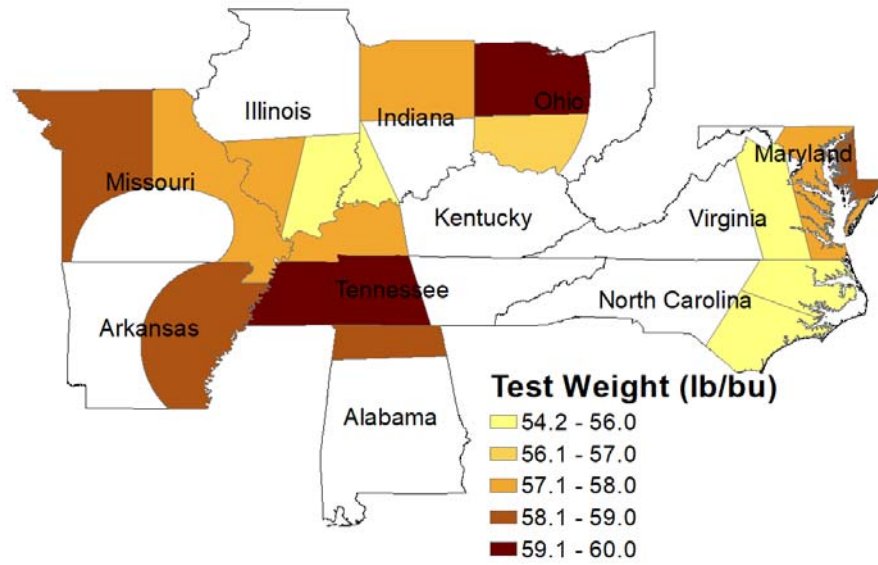 Illinois
Indiana
Ohio
Missouri
Maryland
Kentucky
Virginia
Tennessee
North Carolina
Arkansas
Alabama
Test Weight (lb/bu)
54.2 - 56.0
56.1 - 57.0
57.1 - 58.0
58.1 - 59.0
59.1 - 60.0